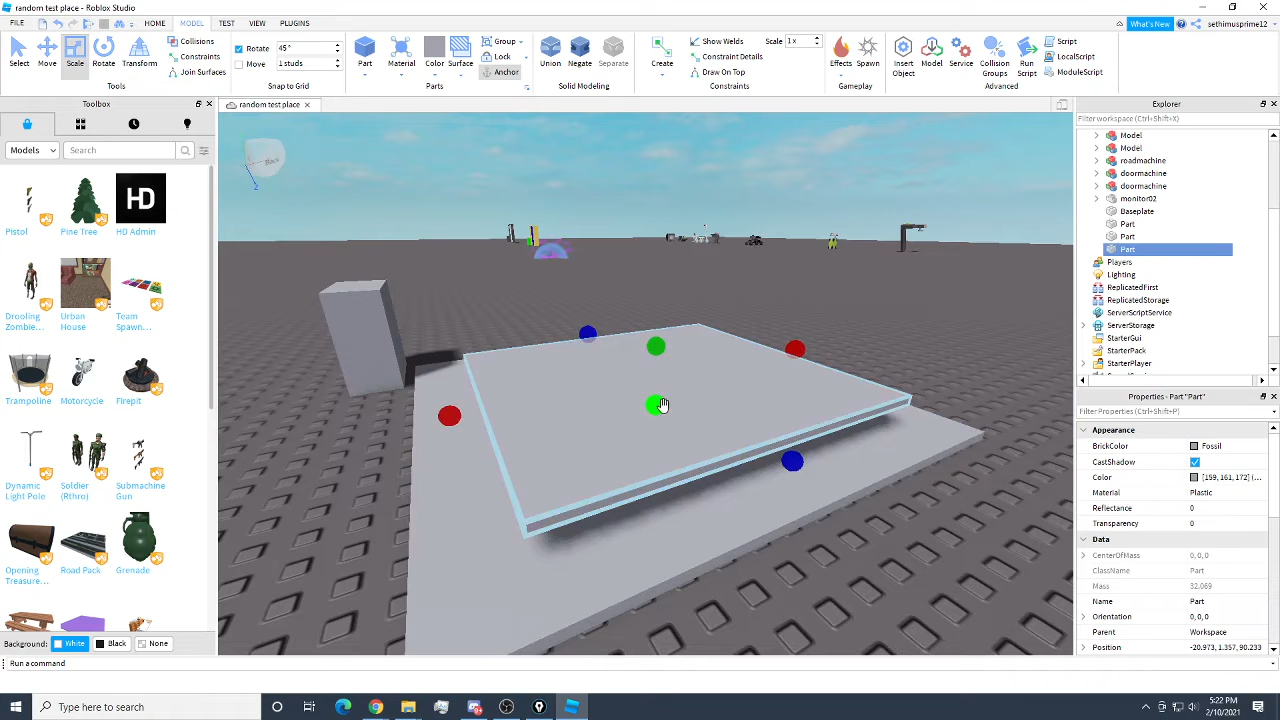 random test place - Roblox Studio
FILE HOME MODEL TEST VIEW PLUGINS What's New sethimusprime12
Select Move Scale Rotate Transform
Collisions
Constraints
Join Surfaces
Tools
Rotate 45°
Move 1 studs
Snap to Grid
Part Material Color Surface
Group
Lock
Anchor
Parts
Union Negate Separate
Solid Modeling
Create
Show Welds
Constraint Details
Draw On Top
Scale 1 x
Constraints
Effects Spawn
Gameplay
Insert Object Model Service Collision Groups Run Script
Script
LocalScript
ModuleScript
Advanced
Toolbox
Models Search
Pistol Pine Tree HD Admin
HD
Drooling Zombie... Urban House Team Spawn...
Trampoline Motorcycle Firepit
Dynamic Light Pole Soldier (Rthro) Submachine Gun
Opening Treasure... Road Pack Grenade
Background: White Black None
random test place
Back
Explorer
Filter workspace (Ctrl+Shift+X)
Model
Model
roadmachine
doormachine
doormachine
monitor02
Baseplate
Part
Part
Part
Players
Lighting
ReplicatedFirst
ReplicatedStorage
ServerScriptService
ServerStorage
StarterGui
StarterPack
StarterPlayer
Properties - Part "Part"
Filter Properties (Ctrl+Shift+P)
Appearance
BrickColor Fossil
CastShadow
Color [159, 161, 172] (...
Material Plastic
Reflectance 0
Transparency 0
Data
CenterOfMass 0, 0, 0
ClassName Part
Mass 32.069
Name Part
Orientation 0, 0, 0
Parent Workspace
Position -20.973, 1.357, 90.233
Run a command
Type here to search
5:22 PM
2/10/2021